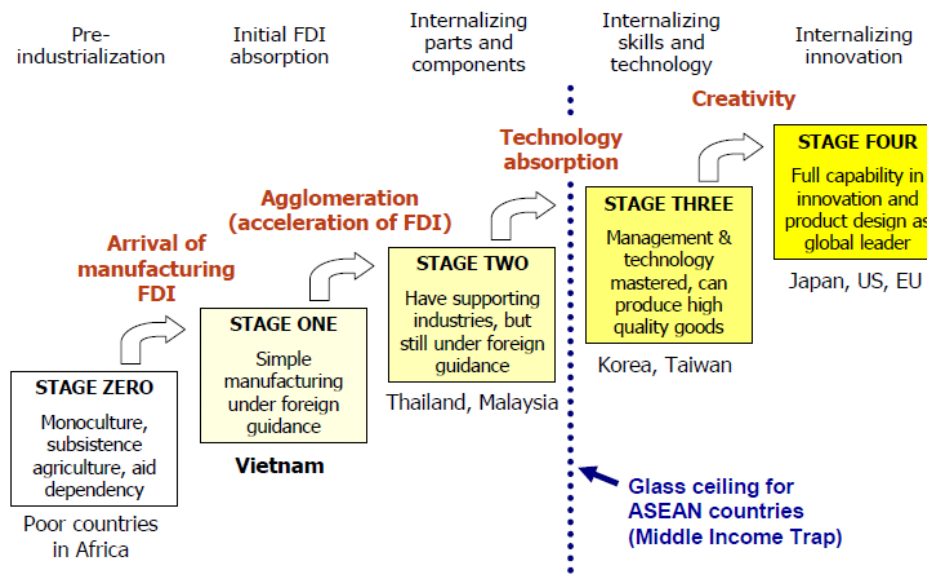 Pre-
industrialization
Initial FDI
absorption
Internalizing
parts and
components
Internalizing
skills and
technology
Internalizing
innovation
Creativity
Technology
absorption
Agglomeration
(acceleration of FDI)
Arrival of
manufacturing
FDI
STAGE ZERO
Monoculture,
subsistence
agriculture, aid
dependency
Poor countries
in Africa
STAGE ONE
Simple
manufacturing
under foreign
guidance
Vietnam
STAGE TWO
Have supporting
industries, but
still under foreign
guidance
Thailand, Malaysia
STAGE THREE
Management &
technology
mastered, can
produce high
quality goods
Korea, Taiwan
STAGE FOUR
Full capability in
innovation and
product design as
global leader
Japan, US, EU
Glass ceiling for
ASEAN countries
(Middle Income Trap)